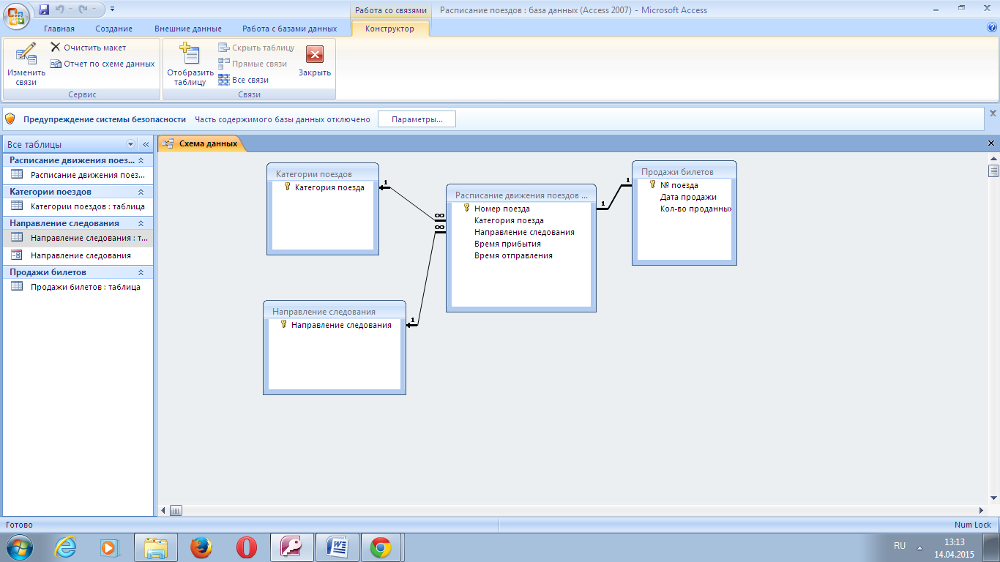 Работа со связями
Расписание поездов : база данных (Access 2007) - Microsoft Access
Главная
Создание
Внешние данные
Работа с базами данных
Конструктор
Изменить связи
Очистить макет
Отчет по схеме данных
Сервис
Отобразить таблицу
Скрыть таблицу
Прямые связи
Все связи
Закрыть
Связи
Предупреждение системы безопасности
Часть содержимого базы данных отключено
Параметры...
Все таблицы
Расписание движения поез...
Расписание движения поез...
Категории поездов
Категории поездов : таблица
Направление следования
Направление следования : т...
Направление следования
Продажи билетов
Продажи билетов : таблица
Схема данных
Категории поездов
Категория поезда
1
∞
∞
Направление следования
Направление следования
1
Расписание движения поездов ...
Номер поезда
Категория поезда
Направление следования
Время прибытия
Время отправления
1
1
Продажи билетов
№ поезда
Дата продажи
Кол-во проданных
Готово
Num Lock
RU
13:13
14.04.2015